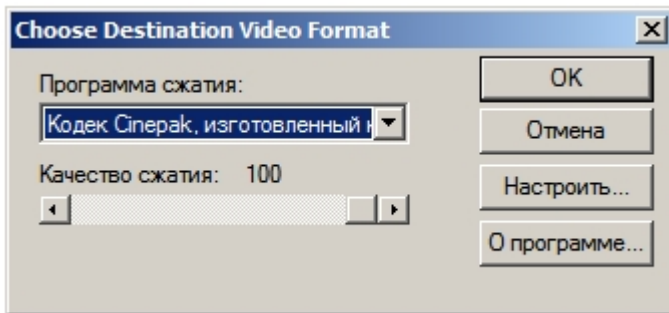 Choose Destination Video Format
Программа сжатия:
Кодек Cinepak, изготовленный
Качество сжатия: 100
OK
Отмена
Настроить...
О программе...